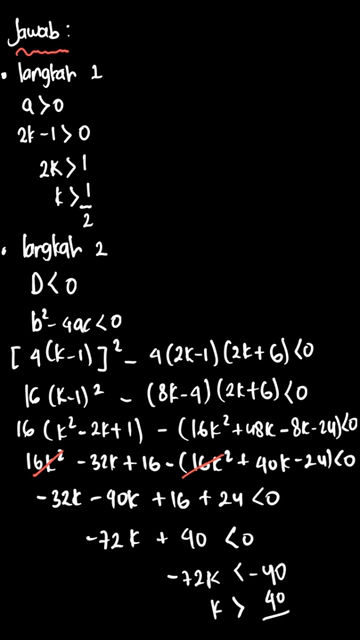 Jawab :
• langkah 1
a > 0
2k - 1 > 0
2k > 1
k > 1/2
• langkah 2
D < 0
b² - 4ac < 0
[4(k-1)]² - 4(2k-1)(2k+6) < 0
16(k-1)² - (8k-4)(2k+6) < 0
16(k² - 2k + 1) - (16k² + 48k - 8k - 24) < 0
16k² - 32k + 16 - (16k² + 40k - 24) < 0
-32k - 40k + 16 + 24 < 0
-72k + 40 < 0
-72k < -40
k > 40